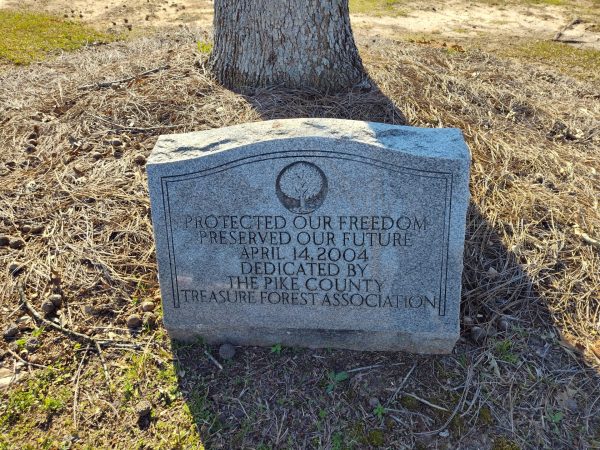 PROTECTED OUR FREEDOM
PRESERVED OUR FUTURE
APRIL 14, 2004
DEDICATED BY
THE PIKE COUNTY
TREASURE FOREST ASSOCIATION